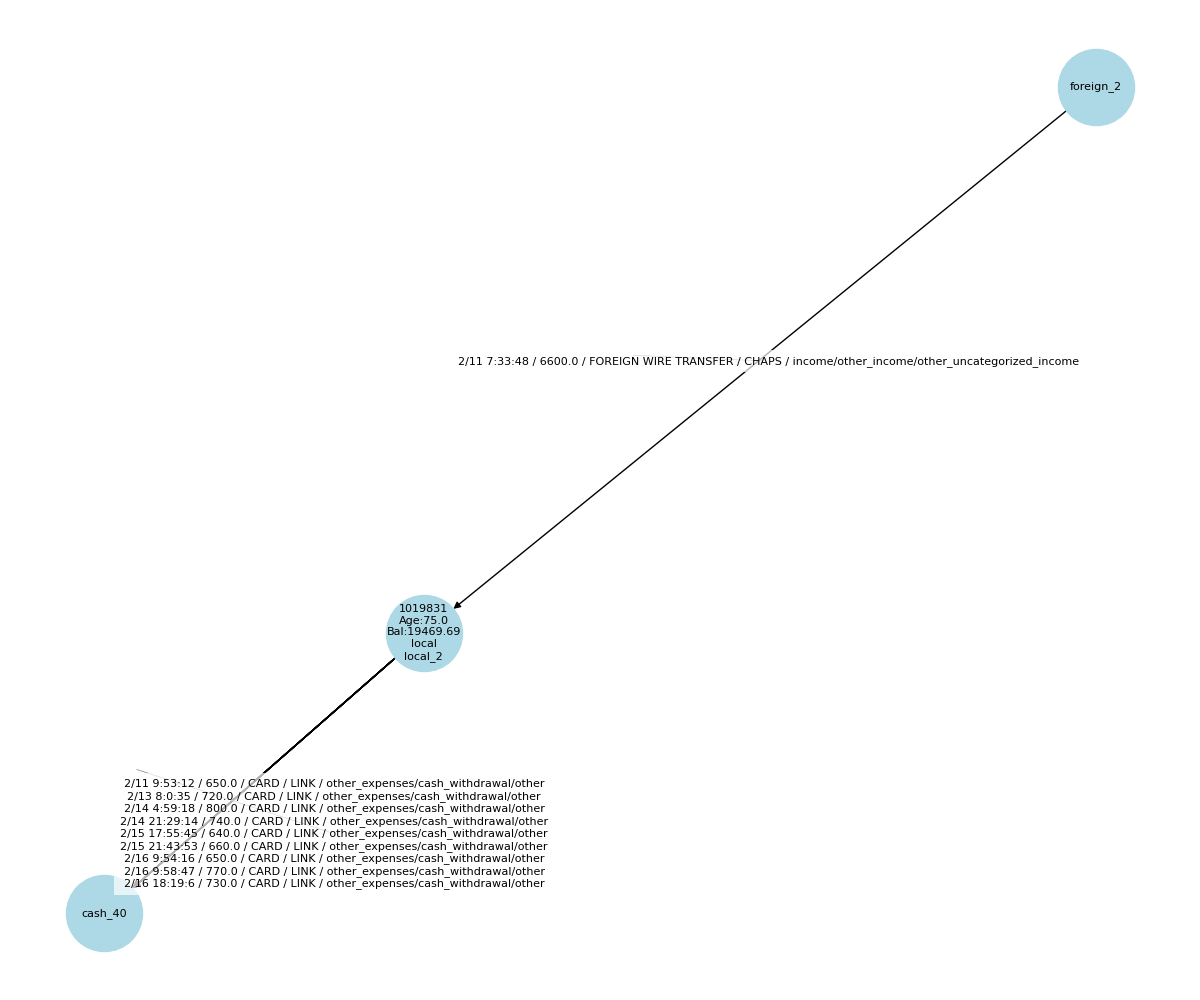 foreign_2
2/11 7:33:48 / 6600.0 / FOREIGN WIRE TRANSFER / CHAPS / income/other_income/other_uncategorized_income
1019831
Age:75.0
Bal:19469.69
local
local_2
2/11 9:53:12 / 650.0 / CARD / LINK / other_expenses/cash_withdrawal/other
2/13 8:0:35 / 720.0 / CARD / LINK / other_expenses/cash_withdrawal/other
2/14 4:59:18 / 800.0 / CARD / LINK / other_expenses/cash_withdrawal/other
2/14 21:29:14 / 740.0 / CARD / LINK / other_expenses/cash_withdrawal/other
2/15 17:55:45 / 640.0 / CARD / LINK / other_expenses/cash_withdrawal/other
2/15 21:43:53 / 660.0 / CARD / LINK / other_expenses/cash_withdrawal/other
2/16 9:54:16 / 650.0 / CARD / LINK / other_expenses/cash_withdrawal/other
2/16 9:58:47 / 770.0 / CARD / LINK / other_expenses/cash_withdrawal/other
2/16 18:19:6 / 730.0 / CARD / LINK / other_expenses/cash_withdrawal/other
cash_40